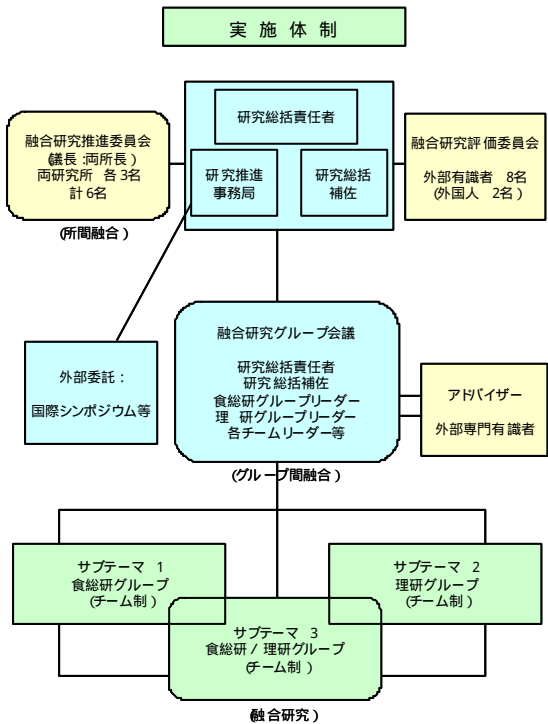 実 施 体 制
研究総括責任者
融合研究推進委員会
(議長：両所長)
両研究所 各3名
計6名
研究推進
事務局
研究総括
補佐
融合研究評価委員会
外部有識者 8名
(外国人 2名)
(所間融合)
外部委託：
国際シンポジウム等
融合研究グループ会議
研究総括責任者
研究総括補佐
食総研グループリーダー
理 研グループリーダー
各チームリーダー等
アドバイザー
外部専門有識者
(グループ間融合)
サブテーマ 1
食総研グループ
(チーム制)
サブテーマ 2
理研グループ
(チーム制)
サブテーマ 3
食総研/理研グループ
(チーム制)
(融合研究)